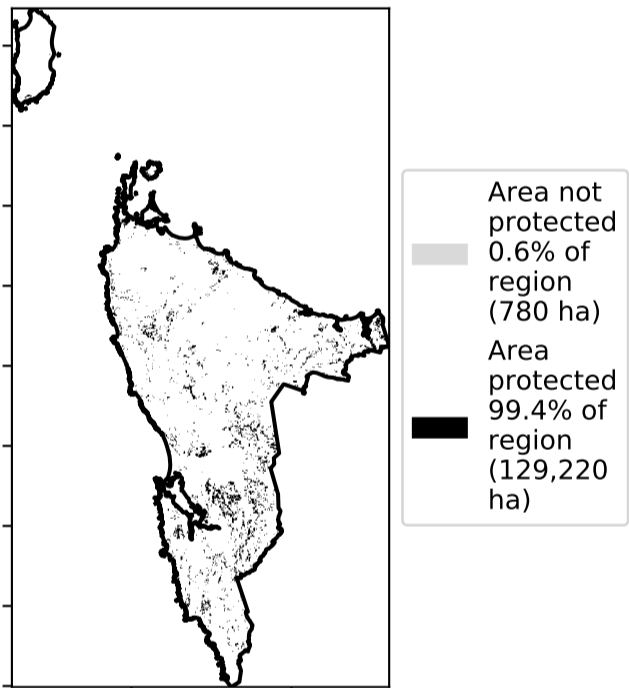 Area not
protected
0.6% of
region
(780 ha)
Area
protected
99.4% of
region
(129,220
ha)